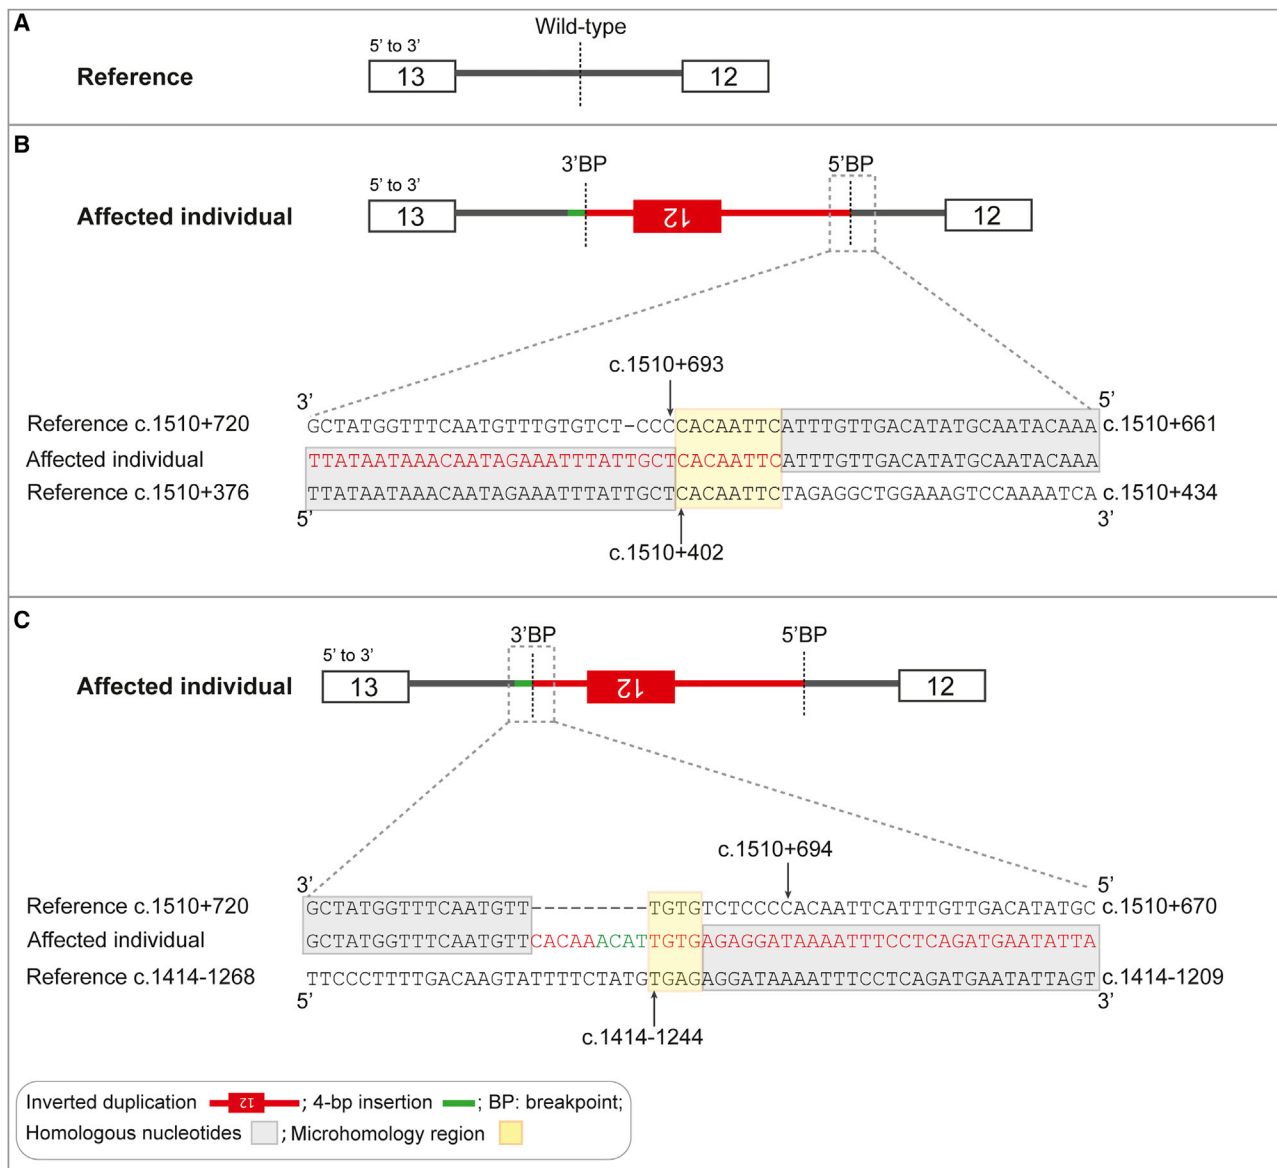 A
Wild-type
5’ to 3’
Reference
13
12
B
3’BP
5’BP
5’ to 3’
Affected individual
13
12
12
c.1510+693
3’
5’
Reference c.1510+720
GCTATGGTTTCAATGTTTGTGTCT-CCCCACAATTCATTTGTTGACATATGCAATACAAA
c.1510+661
Affected individual
TTATAATAAACAATAGAAATTTATTGCTCACAATTCATTTGTTGACATATGCAATACAAA
Reference c.1510+376
TTATAATAAACAATAGAAATTTATTGCTCACAATTCTAGAGGCTGGAAAGTCCAAAATCA
c.1510+434
5’
3’
c.1510+402
C
3’BP
5’BP
5’ to 3’
Affected individual
13
12
12
c.1510+694
3’
5’
Reference c.1510+720
GCTATGGTTTCAATGTT---------TGTGTCTCCCCACAATTCATTTGTTGACATATGC
c.1510+670
Affected individual
GCTATGGTTTCAATGTTCACAAACATTGTGAGAGGATAAAATTTCCTCAGATGAATATTA
Reference c.1414-1268
TTCCCTTTTGACAAGTATTTTCTATGTGAGAGGATAAAATTTCCTCAGATGAATATTAGT
c.1414-1209
5’
3’
c.1414-1244
Inverted duplication 12 ; 4-bp insertion ; BP: breakpoint;
Homologous nucleotides ; Microhomology region